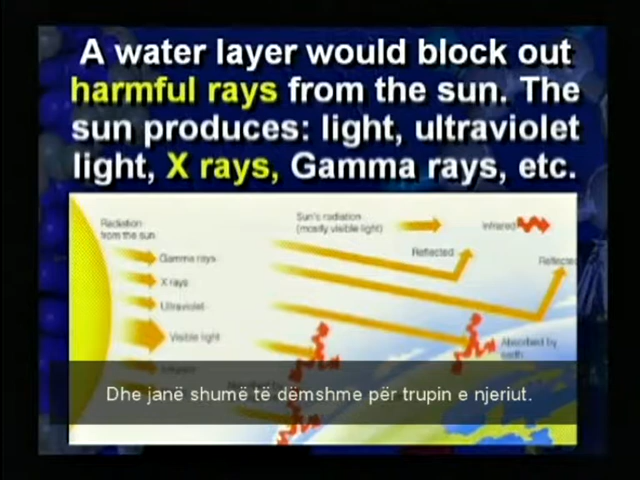 A water layer would block out
harmful rays from the sun. The
sun produces: light, ultraviolet
light, X rays, Gamma rays, etc.
Radiation
from the sun
Sun's radiation
(mostly visible light)
Infrared
Gamma rays
Reflected
Reflected
X rays
Ultraviolet
Visible light
Absorbed by
earth
Dhe janë shumë të dëmshme për trupin e njeriut.